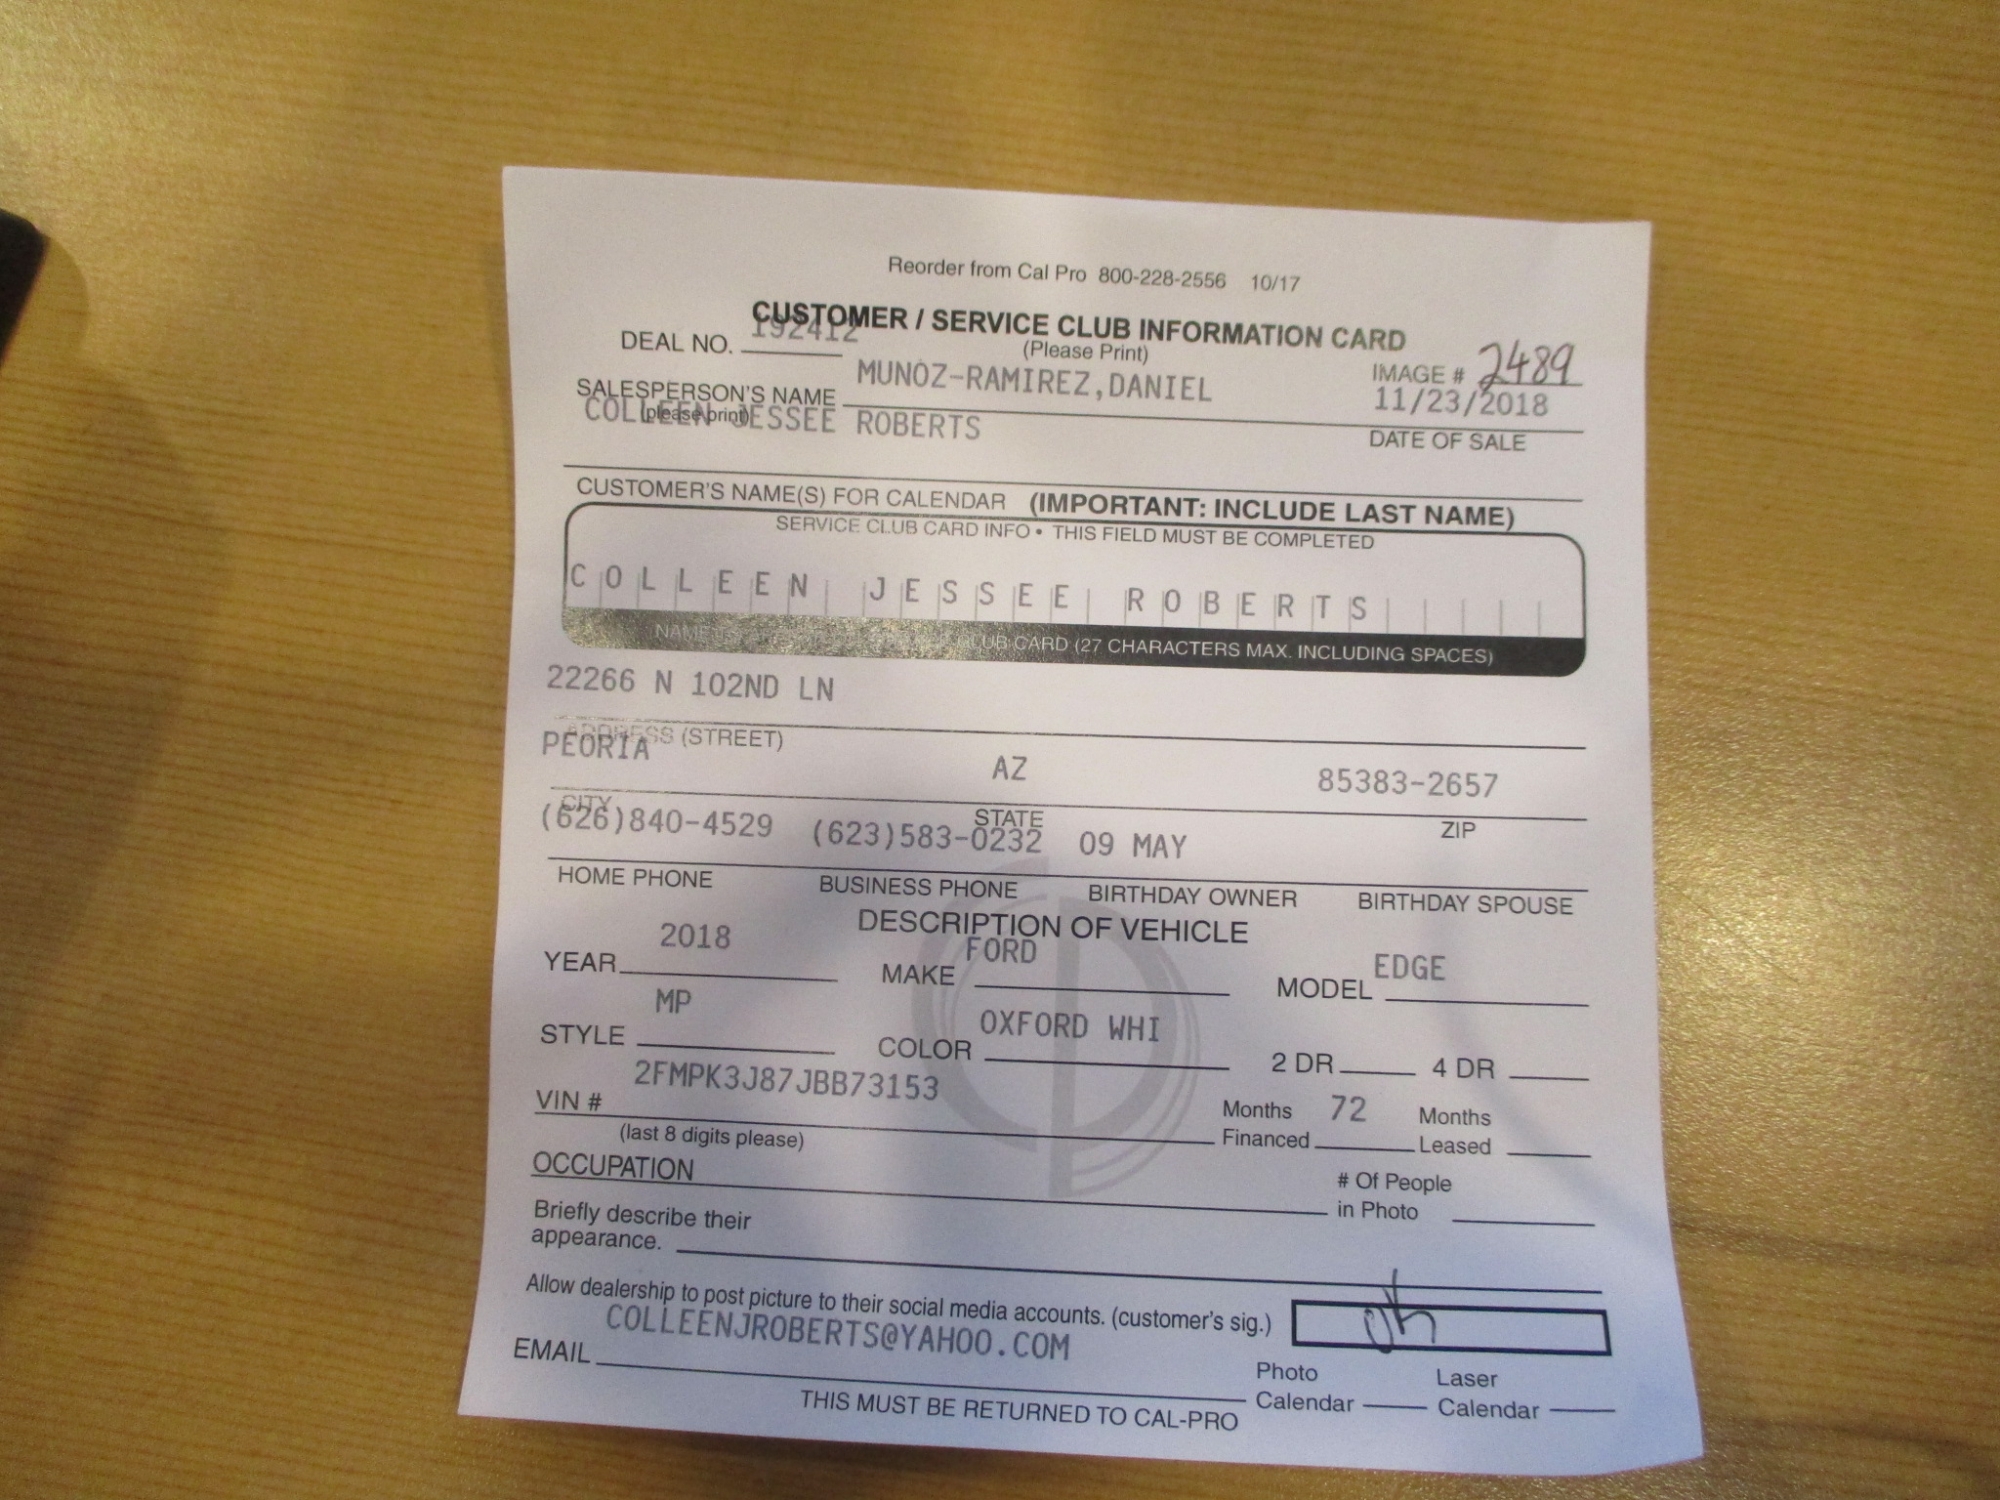 Reorder from Cal Pro 800-228-2556 10/17
CUSTOMER / SERVICE CLUB INFORMATION CARD
(Please Print)
DEAL NO. 192412
IMAGE # 2489
SALESPERSON'S NAME MUNOZ-RAMIREZ,DANIEL
(please print)
11/23/2018
DATE OF SALE
COLLEEN JESSEE ROBERTS
CUSTOMER'S NAME(S) FOR CALENDAR (IMPORTANT: INCLUDE LAST NAME)
SERVICE CLUB CARD INFO • THIS FIELD MUST BE COMPLETED
COLLEEN JESSEE ROBERTS
NAME CLUB CARD (27 CHARACTERS MAX. INCLUDING SPACES)
22266 N 102ND LN
ADDRESS (STREET)
PEORIA AZ 85383-2657
CITY STATE ZIP
(626)840-4529 (623)583-0232 09 MAY
HOME PHONE BUSINESS PHONE BIRTHDAY OWNER BIRTHDAY SPOUSE
DESCRIPTION OF VEHICLE
YEAR 2018 MAKE FORD MODEL EDGE
STYLE MP COLOR OXFORD WHI 2 DR 4 DR
VIN # 2FMPK3J87JBB73153
(last 8 digits please)
Months Financed 72 Months Leased
OCCUPATION
# Of People in Photo
Briefly describe their
appearance.
Allow dealership to post picture to their social media accounts. (customer's sig.)
EMAIL COLLEENJROBERTS@YAHOO.COM
Photo Calendar Laser Calendar
THIS MUST BE RETURNED TO CAL-PRO